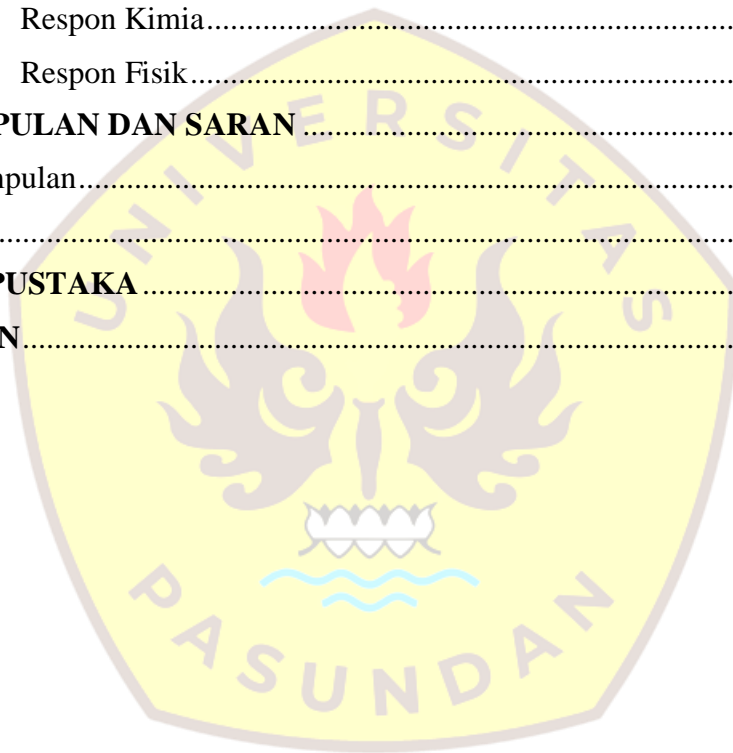 Respon Kimia..........................................................................
Respon Fisik............................................................................
PULAN DAN SARAN ...........................................................
npulan.........................................................................................
...................................................................................................
PUSTAKA ................................................................................
N..................................................................................................
UNIVERSITAS
PASUNDAN